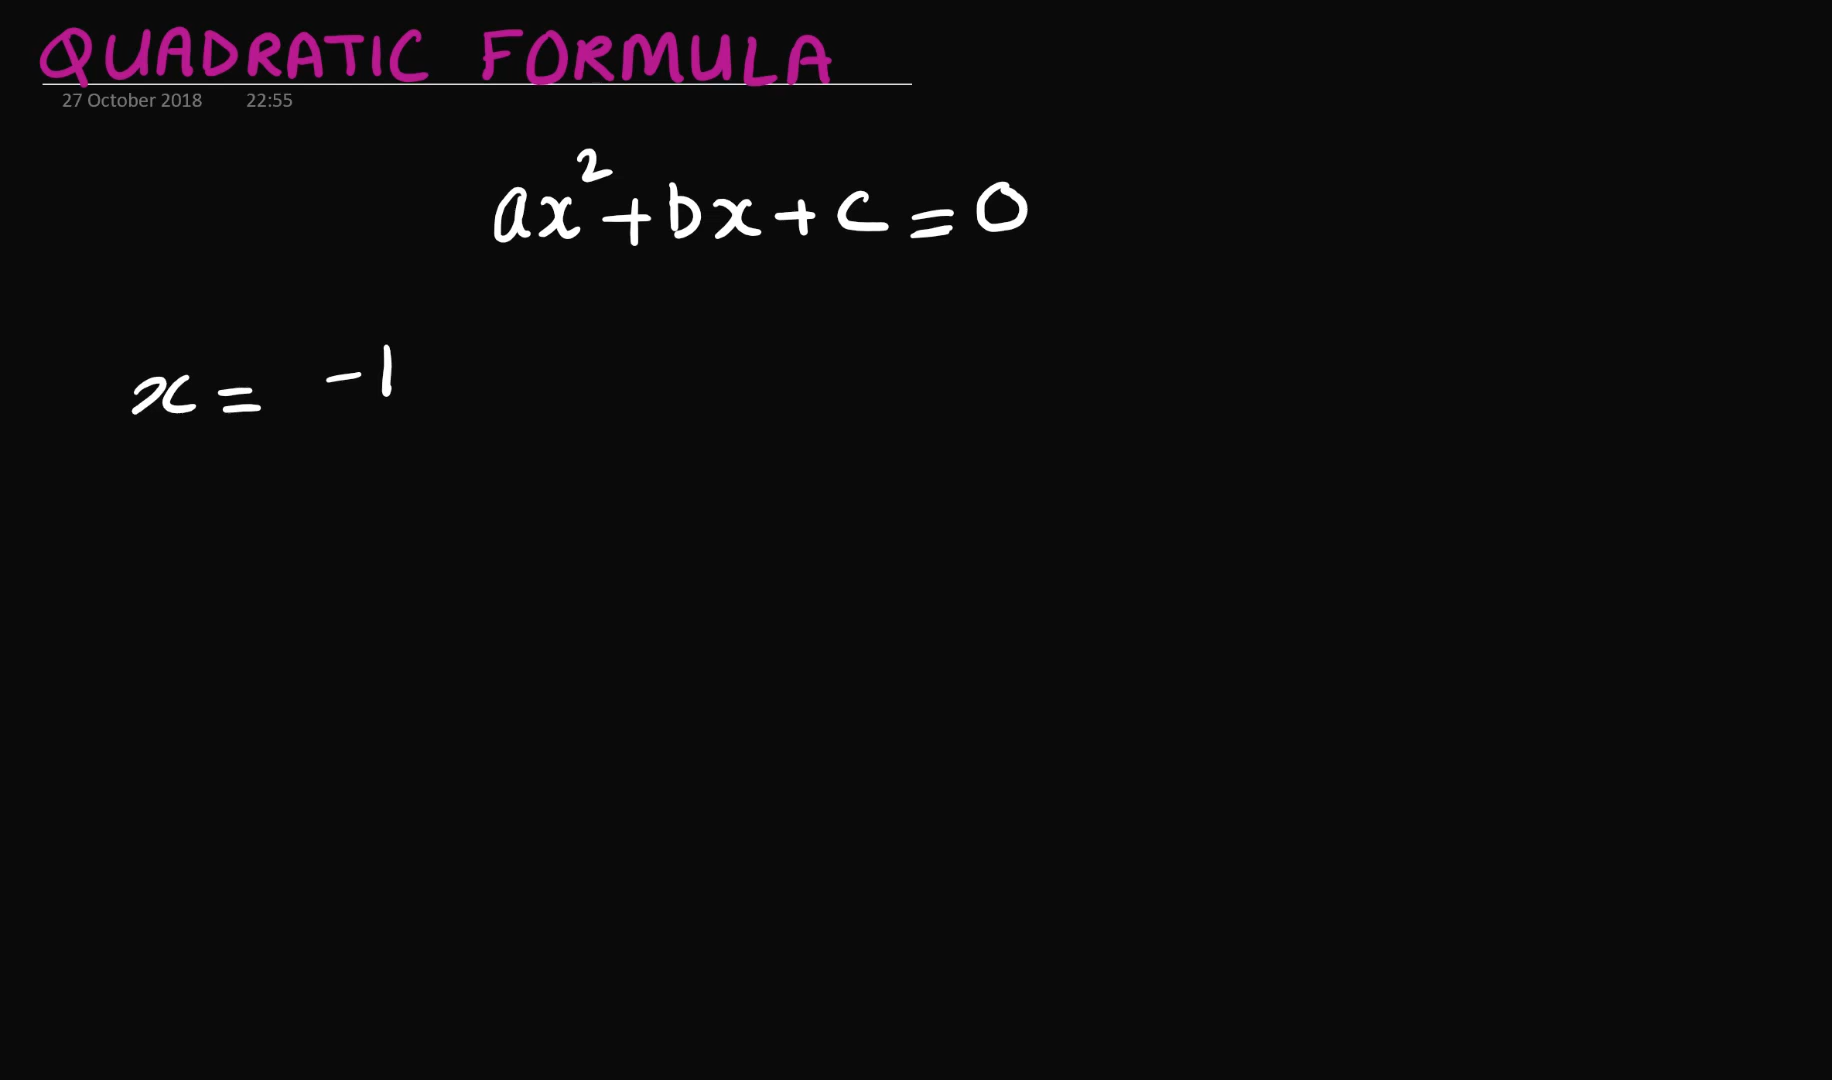 QUADRATIC FORMULA
27 October 2018 22:55
ax²+bx+c=0
x= -1